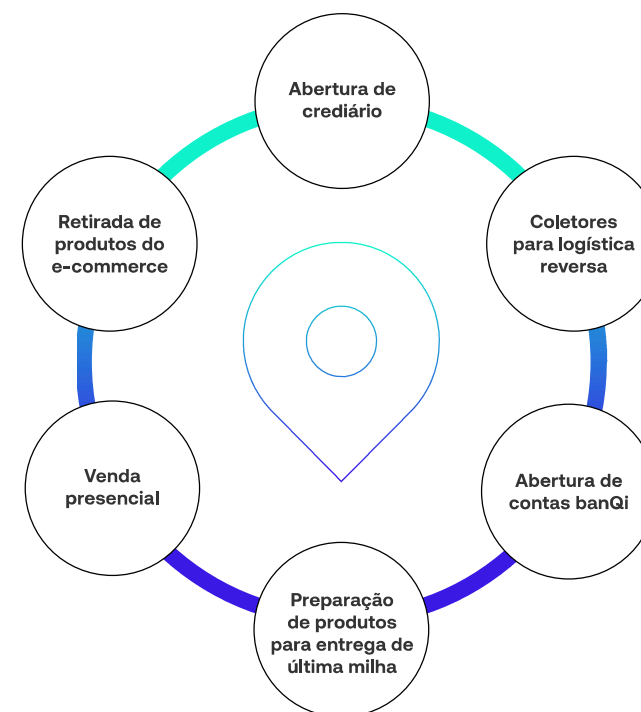 Abertura de
crediário
Coletores
para logística
reversa
Abertura de
contas banQi
Preparação
de produtos
para entrega de
última milha
Venda
presencial
Retirada de
produtos do
e-commerce